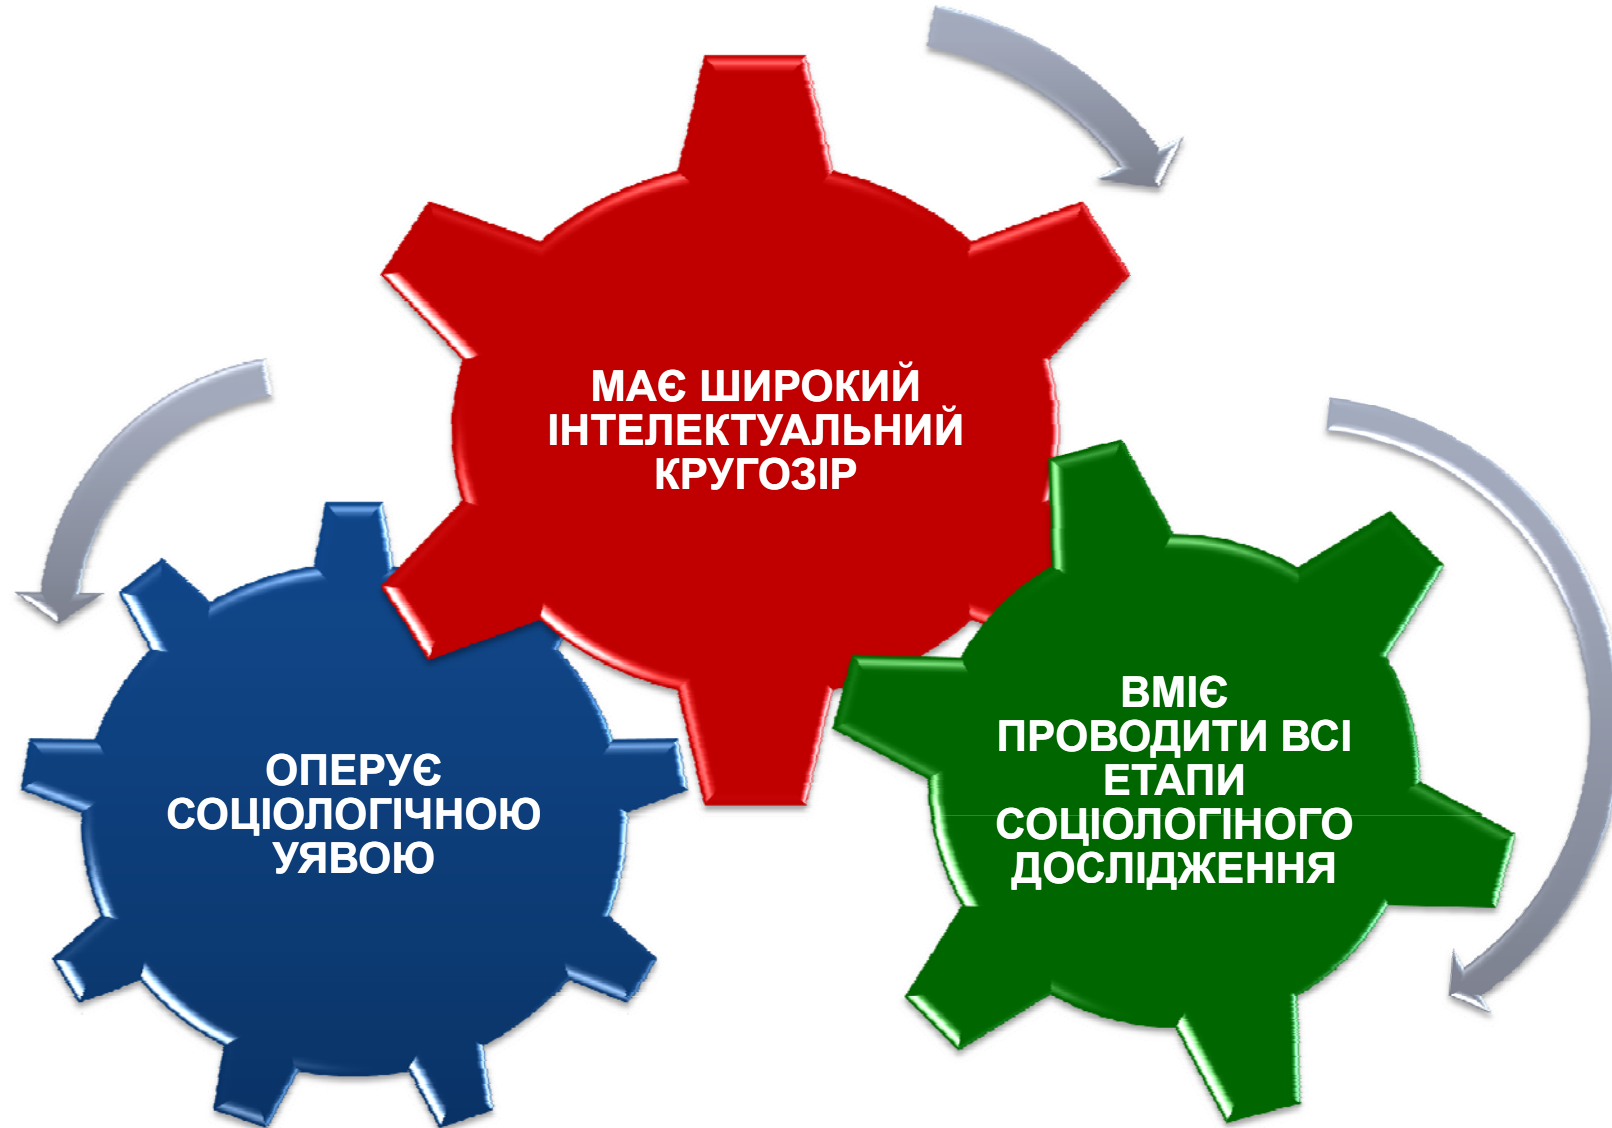 МАЄ ШИРОКИЙ
ІНТЕЛЕКТУАЛЬНИЙ
КРУГОЗІР
ОПЕРУЄ
СОЦІОЛОГІЧНОЮ
УЯВОЮ
ВМІЄ
ПРОВОДИТИ ВСІ
ЕТАПИ
СОЦІОЛОГІНОГО
ДОСЛІДЖЕННЯ